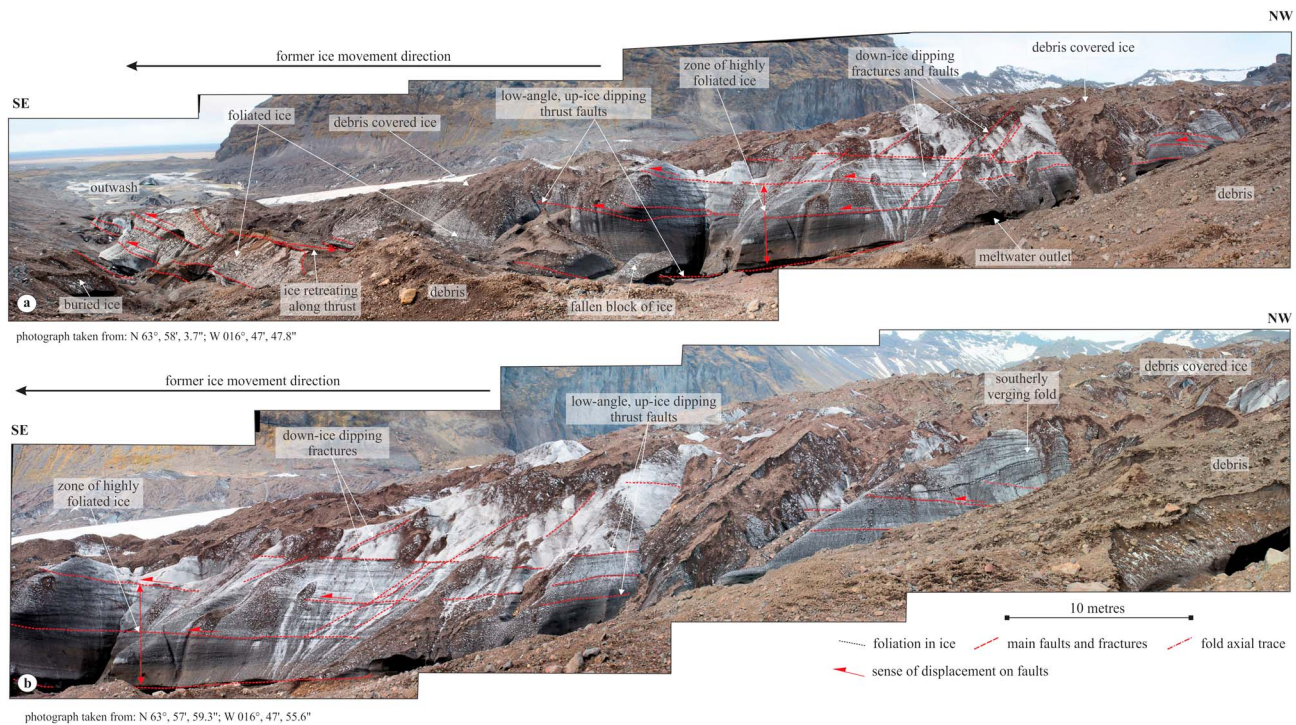 NW
former ice movement direction
SE
foliated ice
debris covered ice
low-angle, up-ice dipping
thrust faults
zone of highly
foliated ice
down-ice dipping
fractures and faults
debris covered ice
outwash
debris
meltwater outlet
buried ice
ice retreating
along thrust
debris
fallen block of ice
a
photograph taken from: N 63°, 58', 3.7"; W 016°, 47', 47.8"
NW
former ice movement direction
SE
zone of highly
foliated ice
down-ice dipping
fractures
low-angle, up-ice dipping
thrust faults
southerly
verging fold
debris covered ice
debris
b
10 metres
foliation in ice
main faults and fractures
fold axial trace
sense of displacement on faults
photograph taken from: N 63°, 57', 59.3"; W 016°, 47', 55.6"